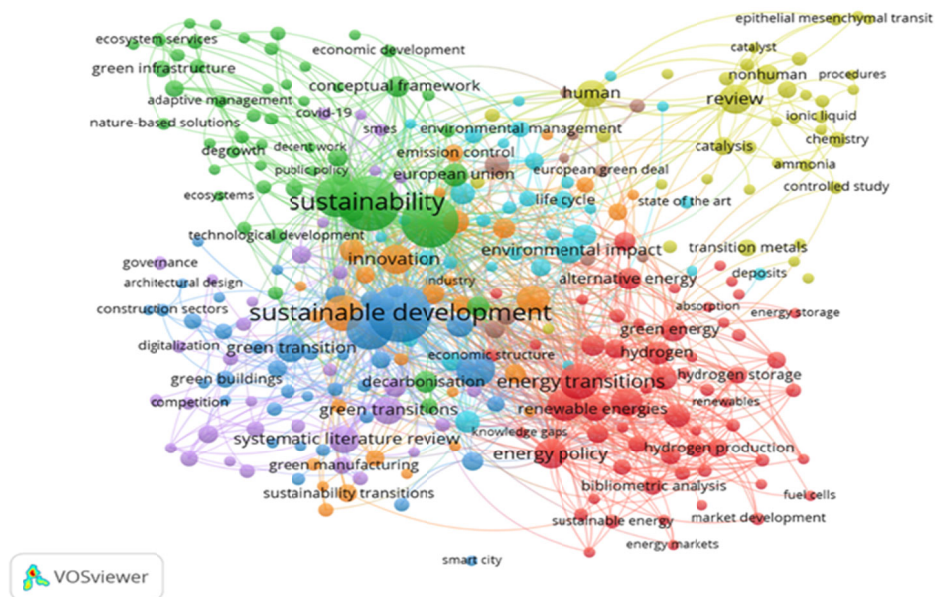 epithelial mesenchymal transit
ecosystem services
economic development
catalyst
green infrastructure
nonhuman
procedures
conceptual framework
human
review
adaptive management
covid-19
ionic liquid
nature-based solutions
smes
environmental management
chemistry
degrowth
decent work
emission control
catalysis
public policy
european union
european green deal
ammonia
controlled study
ecosystems
sustainability
life cycle
state of the art
technological development
environmental impact
transition metals
governance
innovation
industry
alternative energy
deposits
architectural design
construction sectors
sustainable development
absorption
energy storage
green energy
digitalization
green transition
economic structure
hydrogen
green buildings
decarbonisation
energy transitions
hydrogen storage
competition
green transitions
renewable energies
renewables
systematic literature review
knowledge gaps
energy policy
hydrogen production
green manufacturing
bibliometric analysis
sustainability transitions
fuel cells
sustainable energy
market development
energy markets
smart city
VOSviewer